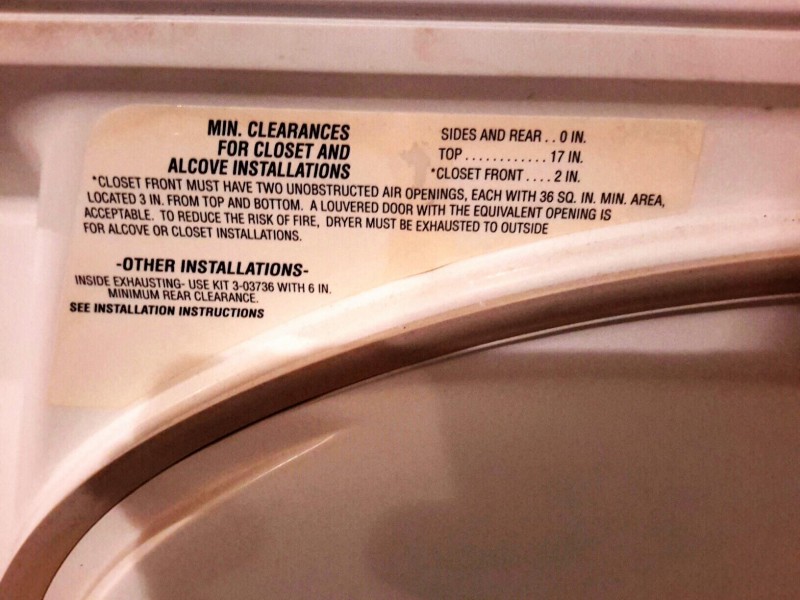 MIN. CLEARANCES
FOR CLOSET AND
ALCOVE INSTALLATIONS
SIDES AND REAR . . 0 IN.
TOP . . . . . . . . . . . . 17 IN.
*CLOSET FRONT . . . . 2 IN.
*CLOSET FRONT MUST HAVE TWO UNOBSTRUCTED AIR OPENINGS, EACH WITH 36 SQ. IN. MIN. AREA,
LOCATED 3 IN. FROM TOP AND BOTTOM. A LOUVERED DOOR WITH THE EQUIVALENT OPENING IS
ACCEPTABLE. TO REDUCE THE RISK OF FIRE, DRYER MUST BE EXHAUSTED TO OUTSIDE
FOR ALCOVE OR CLOSET INSTALLATIONS.
-OTHER INSTALLATIONS-
INSIDE EXHAUSTING- USE KIT 3-03736 WITH 6 IN.
MINIMUM REAR CLEARANCE.
SEE INSTALLATION INSTRUCTIONS